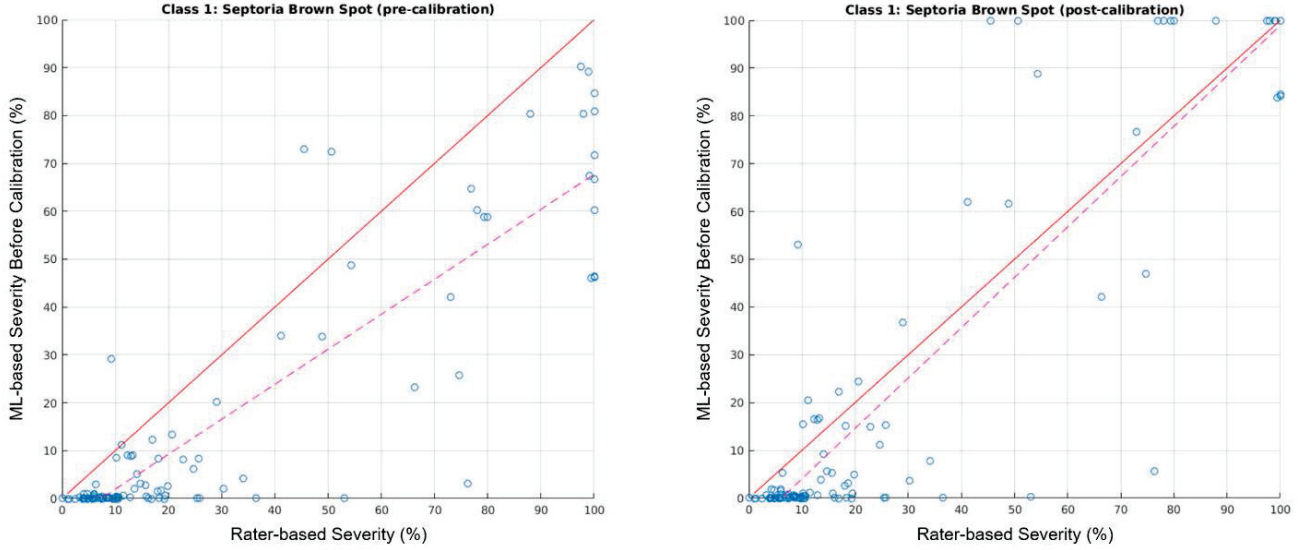 Class 1: Septoria Brown Spot (pre-calibration)
ML-based Severity Before Calibration (%)
100
90
80
70
60
50
40
30
20
10
0
0 10 20 30 40 50 60 70 80 90 100
Rater-based Severity (%)
Class 1: Septoria Brown Spot (post-calibration)
ML-based Severity Before Calibration (%)
100
90
80
70
60
50
40
30
20
10
0
0 10 20 30 40 50 60 70 80 90 100
Rater-based Severity (%)